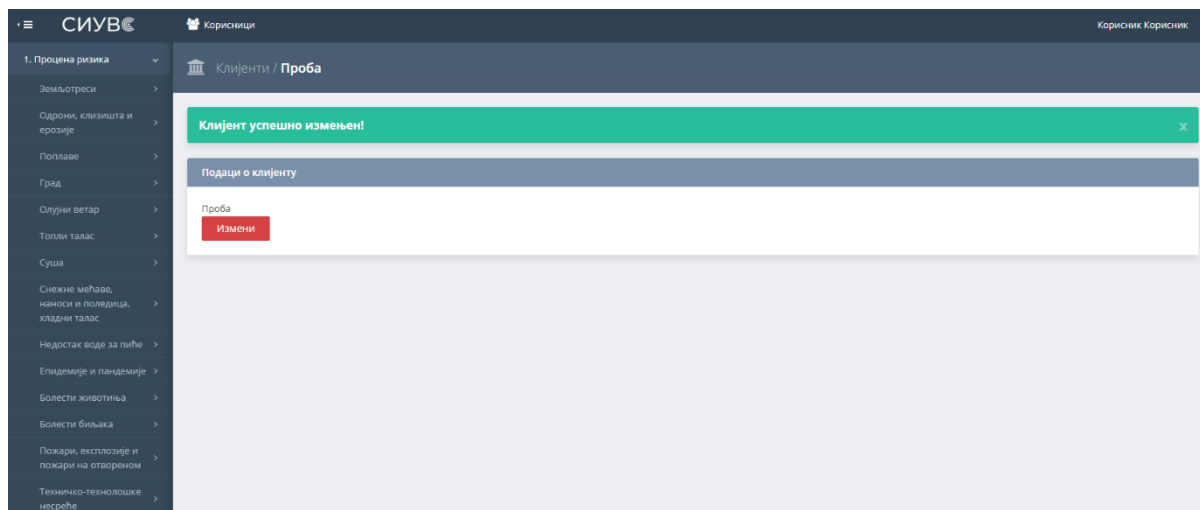 СИУВС
Корисници
Корисник Корисник
1. Процена ризика
Клијенти / Проба
Земљотреси
Одрони, клизишта и
ерозије
Поплаве
Град
Олујни ветар
Топли талас
Суша
Снежне мећаве,
наноси и поледица,
хладни талас
Недостак воде за пиће
Епидемије и пандемије
Болести животиња
Болести биљака
Пожари, експлозије и
пожари на отвореном
Техничко-технолошке
несреће
Клијент успешно измењен!
x
Подаци о клијенту
Проба
Измени